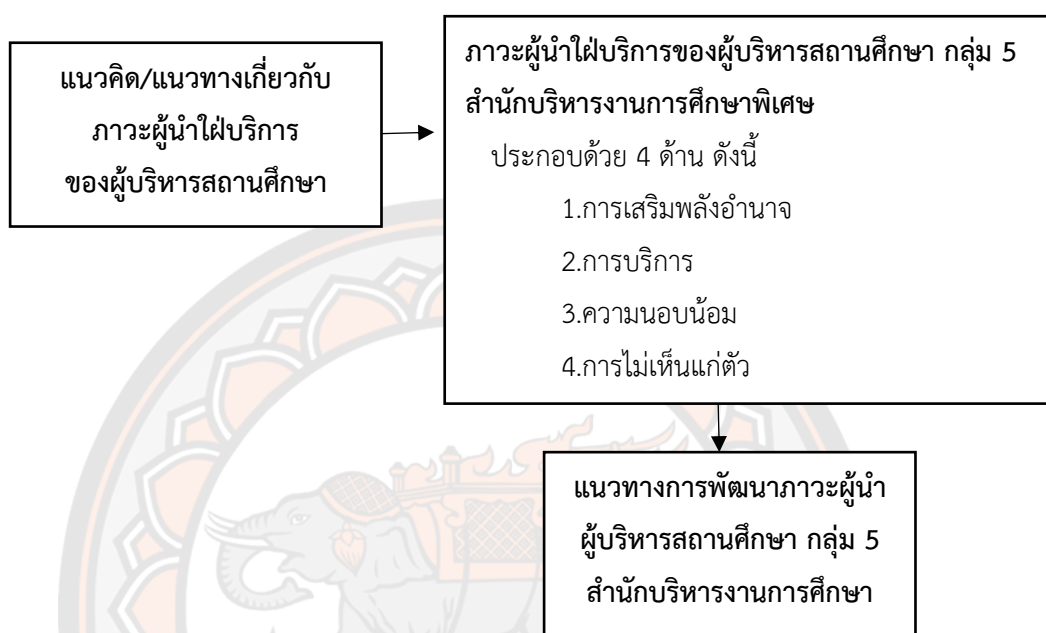 แนวคิด/แนวทางเกี่ยวกับ
ภาวะผู้นำใฝ่บริการ
ของผู้บริหารสถานศึกษา
ภาวะผู้นำใฝ่บริการของผู้บริหารสถานศึกษา กลุ่ม 5
สำนักบริหารงานการศึกษาพิเศษ
ประกอบด้วย 4 ด้าน ดังนี้
1.การเสริมพลังอำนาจ
2.การบริการ
3.ความนอบน้อม
4.การไม่เห็นแก่ตัว
แนวทางการพัฒนาภาวะผู้นำ
ผู้บริหารสถานศึกษา กลุ่ม 5
สำนักบริหารงานการศึกษา